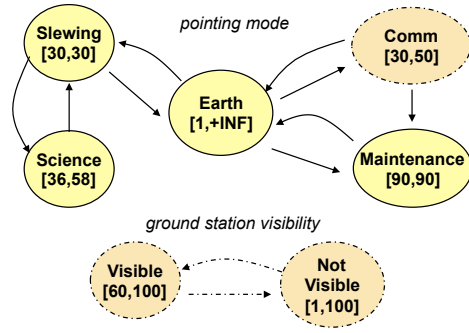 pointing mode
Slewing
[30,30]
Comm
[30,50]
Earth
[1,+INF]
Science
[36,58]
Maintenance
[90,90]
ground station visibility
Visible
[60,100]
Not
Visible
[1,100]